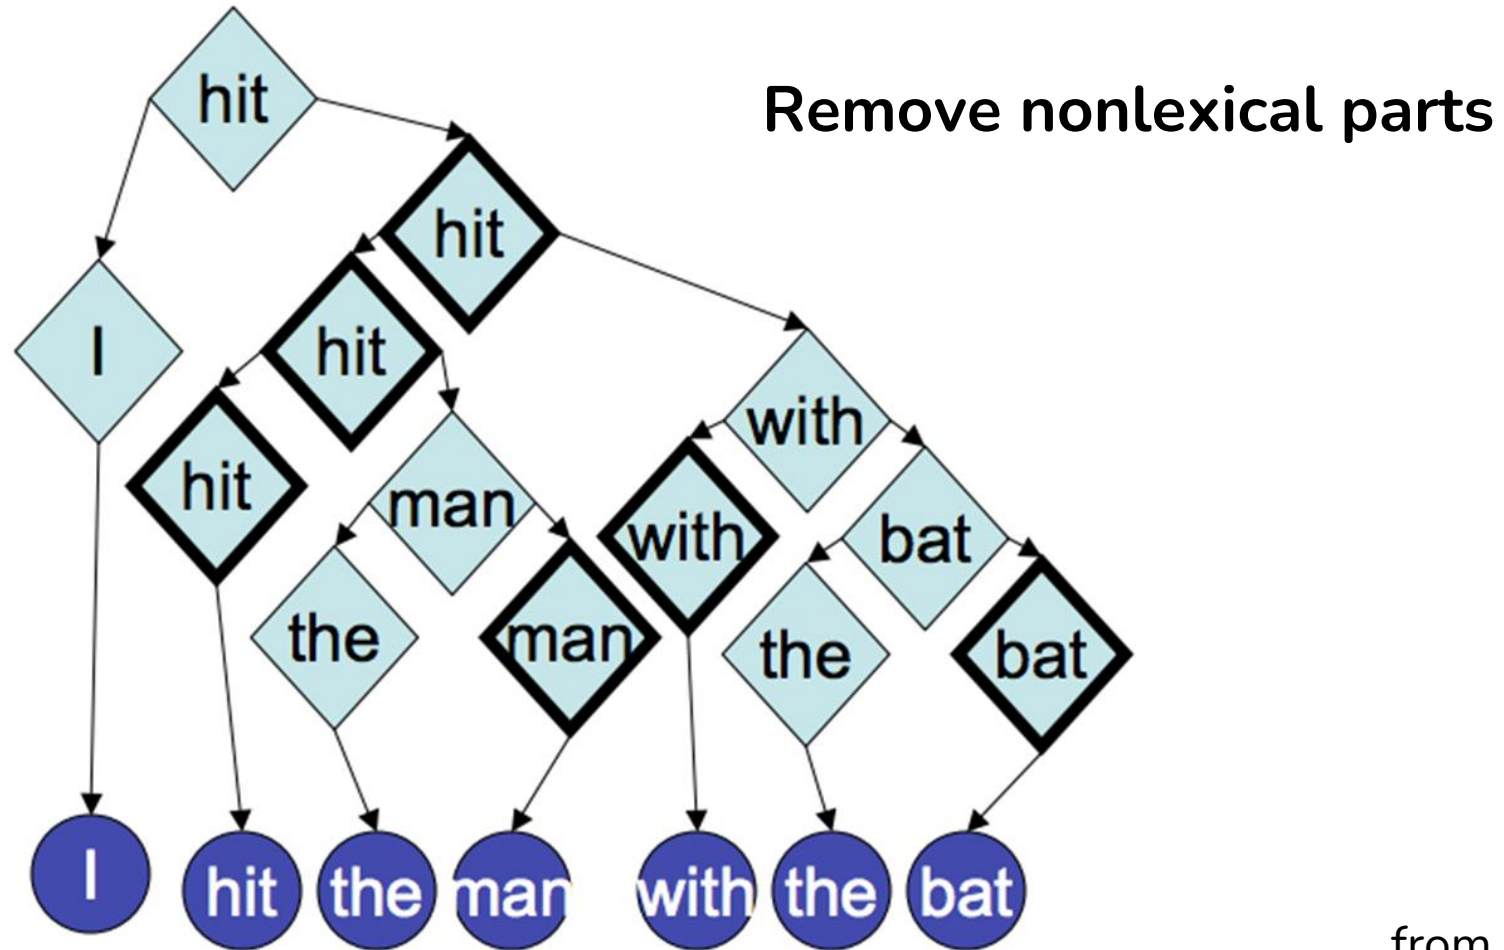 hit
Remove nonlexical parts
hit
hit
I
with
hit
man
with
bat
the
man
the
bat
I
hit
the
man
with
the
bat
from